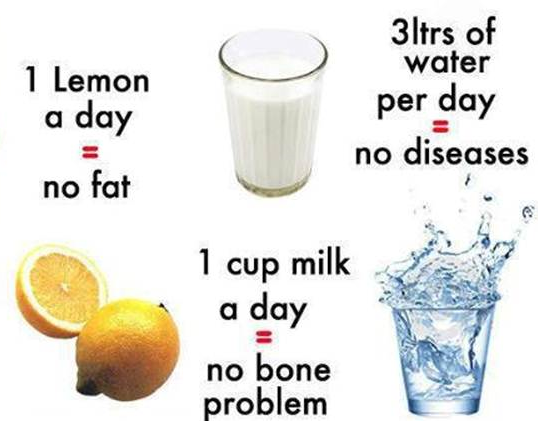 1 Lemon
a day
=
no fat
3ltrs of
water
per day
=
no diseases
1 cup milk
a day
=
no bone
problem